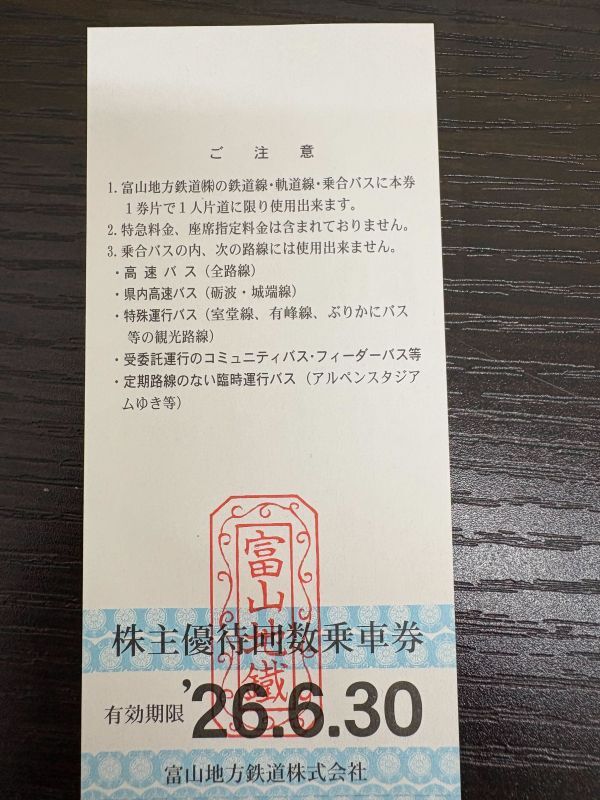 ご注意
1. 富山地方鉄道㈱の鉄道線・軌道線・乗合バスに本券
1券片で1人片道に限り使用出来ます。
2. 特急料金、座席指定料金は含まれておりません。
3. 乗合バスの内、次の路線には使用出来ません。
・高速バス(全路線)
・県内高速バス(砺波・城端線)
・特殊運行バス(室堂線、有峰線、ぶりかにバス
等の観光路線)
・受委託運行のコミュニティバス・フィーダーバス等
・定期路線のない臨時運行バス(アルペンスタジア
ムゆき等)
富山地鐵
株主優待回数乗車券
有効期限 '26.6.30
富山地方鉄道株式会社